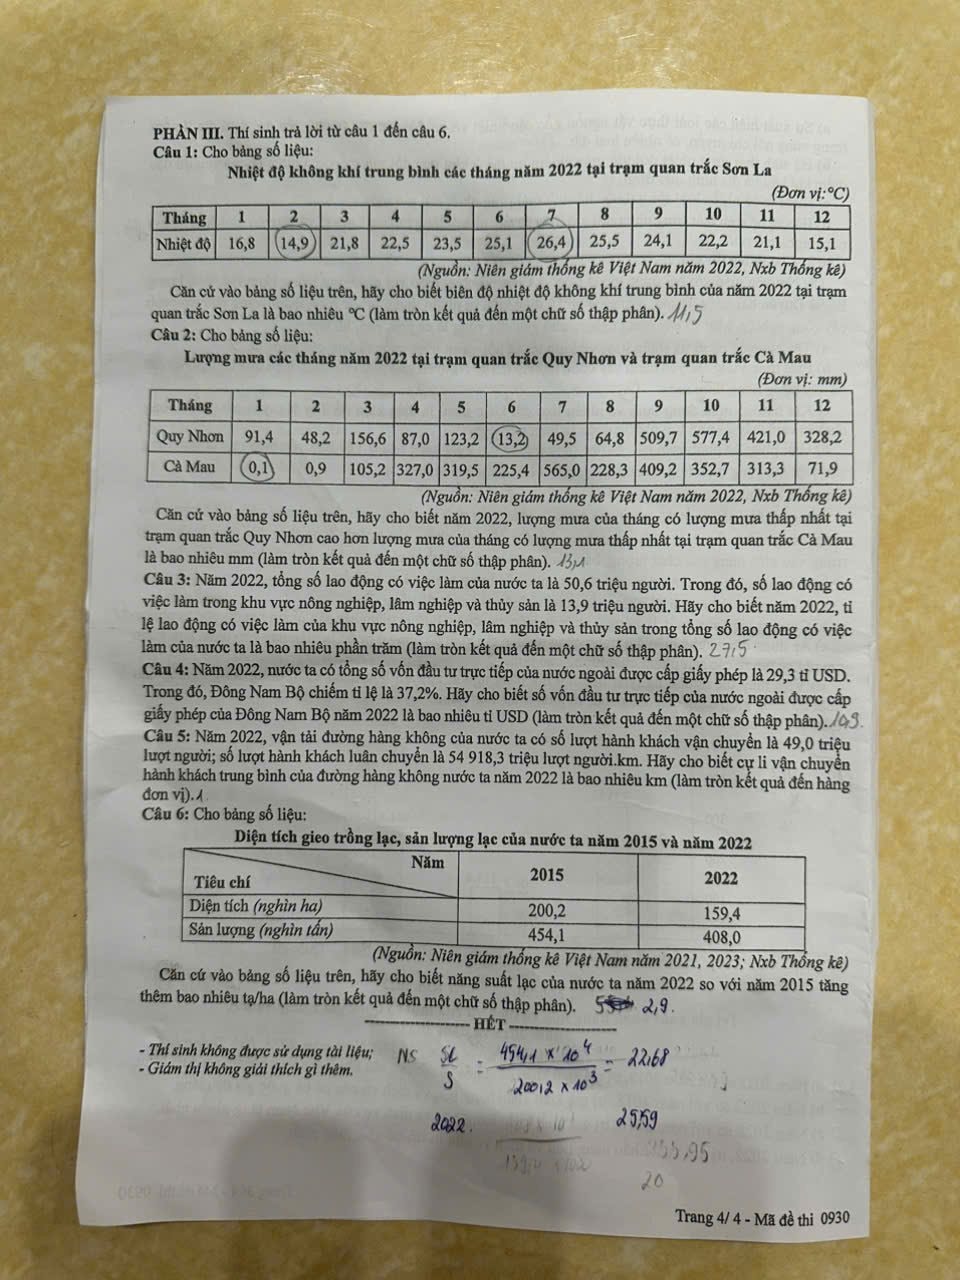 PHẦN III. Thí sinh trả lời từ câu 1 đến câu 6.
Câu 1: Cho bảng số liệu:
Nhiệt độ không khí trung bình các tháng năm 2022 tại trạm quan trắc Sơn La
(Đơn vị:°C)
Tháng 1 2 3 4 5 6 7 8 9 10 11 12
Nhiệt độ 16,8 14,9 21,8 22,5 23,5 25,1 26,4 25,5 24,1 22,2 21,1 15,1
(Nguồn: Niên giám thống kê Việt Nam năm 2022, Nxb Thống kê)
Căn cứ vào bảng số liệu trên, hãy cho biết biên độ nhiệt độ không khí trung bình của năm 2022 tại trạm
quan trắc Sơn La là bao nhiêu °C (làm tròn kết quả đến một chữ số thập phân). 11,5
Câu 2: Cho bảng số liệu:
Lượng mưa các tháng năm 2022 tại trạm quan trắc Quy Nhơn và trạm quan trắc Cà Mau
(Đơn vị: mm)
Tháng 1 2 3 4 5 6 7 8 9 10 11 12
Quy Nhơn 91,4 48,2 156,6 87,0 123,2 13,2 49,5 64,8 509,7 577,4 421,0 328,2
Cà Mau 0,1 0,9 105,2 327,0 319,5 225,4 565,0 228,3 409,2 352,7 313,3 71,9
(Nguồn: Niên giám thống kê Việt Nam năm 2022, Nxb Thống kê)
Căn cứ vào bảng số liệu trên, hãy cho biết năm 2022, lượng mưa của tháng có lượng mưa thấp nhất tại
trạm quan trắc Quy Nhơn cao hơn lượng mưa của tháng có lượng mưa thấp nhất tại trạm quan trắc Cà Mau
là bao nhiêu mm (làm tròn kết quả đến một chữ số thập phân). 13,1
Câu 3: Năm 2022, tổng số lao động có việc làm của nước ta là 50,6 triệu người. Trong đó, số lao động có
việc làm trong khu vực nông nghiệp, lâm nghiệp và thủy sản là 13,9 triệu người. Hãy cho biết năm 2022, tỉ
lệ lao động có việc làm của khu vực nông nghiệp, lâm nghiệp và thủy sản trong tổng số lao động có việc
làm của nước ta là bao nhiêu phần trăm (làm tròn kết quả đến một chữ số thập phân). 27,5
Câu 4: Năm 2022, nước ta có tổng số vốn đầu tư trực tiếp của nước ngoài được cấp giấy phép là 29,3 tỉ USD.
Trong đó, Đông Nam Bộ chiếm tỉ lệ là 37,2%. Hãy cho biết số vốn đầu tư trực tiếp của nước ngoài được cấp
giấy phép của Đông Nam Bộ năm 2022 là bao nhiêu tỉ USD (làm tròn kết quả đến một chữ số thập phân).
Câu 5: Năm 2022, vận tải đường hàng không của nước ta có số lượt hành khách vận chuyển là 49,0 triệu
lượt người; số lượt hành khách luân chuyển là 54 918,3 triệu lượt người.km. Hãy cho biết cự li vận chuyển
hành khách trung bình của đường hàng không nước ta năm 2022 là bao nhiêu km (làm tròn kết quả đến hàng
đơn vị). 1
Câu 6: Cho bảng số liệu:
Diện tích gieo trồng lạc, sản lượng lạc của nước ta năm 2015 và năm 2022
Năm
Tiêu chí 2015 2022
Diện tích (nghìn ha) 200,2 159,4
Sản lượng (nghìn tấn) 454,1 408,0
(Nguồn: Niên giám thống kê Việt Nam năm 2021, 2023; Nxb Thống kê)
Căn cứ vào bảng số liệu trên, hãy cho biết năng suất lạc của nước ta năm 2022 so với năm 2015 tăng
thêm bao nhiêu tạ/ha (làm tròn kết quả đến một chữ số thập phân). 2,9.
HẾT
- Thí sinh không được sử dụng tài liệu;
- Giám thị không giải thích gì thêm.
NS SL/S = 454,1 × 10⁴ / 200,2 × 10³ = 22,68
2022. 25,59
20
Trang 4/ 4 - Mã đề thi 0930